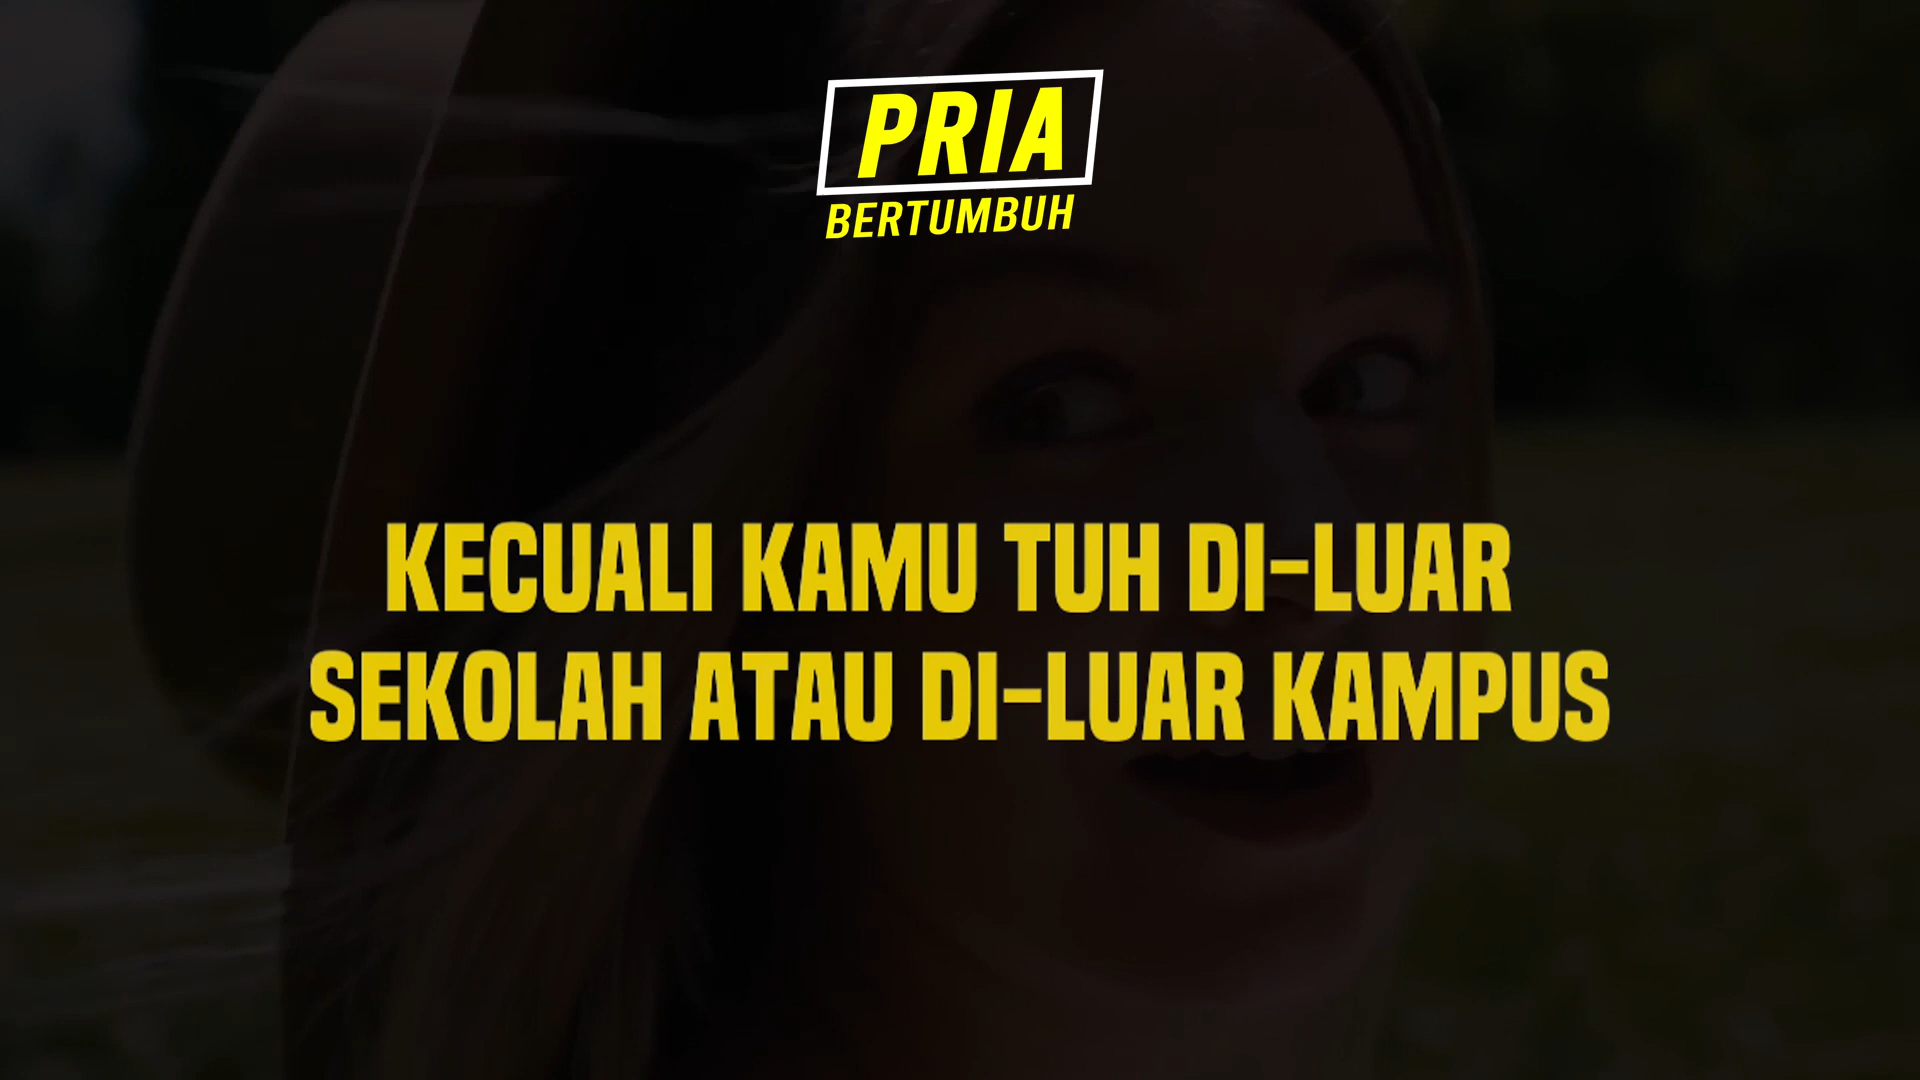 PRIA
BERTUMBUH
KECUALI KAMU TUH DI-LUAR
SEKOLAH ATAU DI-LUAR KAMPUS